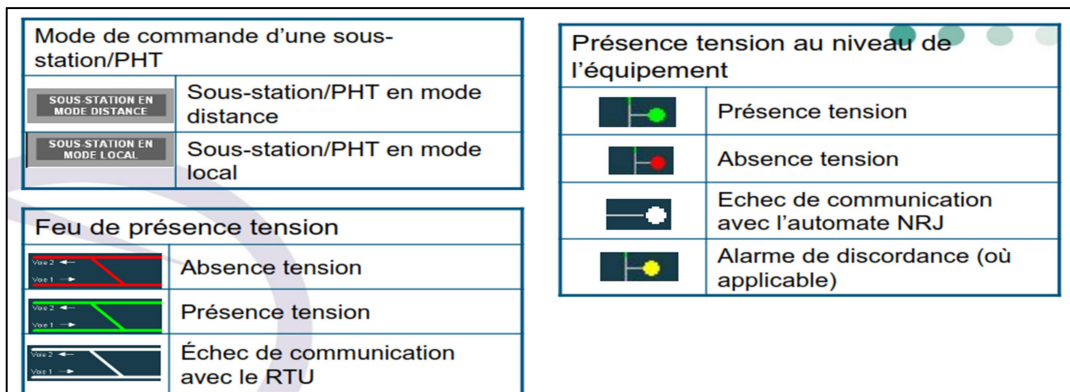 Mode de commande d'une sous-
station/PHT
SOUS-STATION EN
MODE DISTANCE
Sous-station/PHT en mode
distance
SOUS-STATION EN
MODE LOCAL
Sous-station/PHT en mode
local
Feu de présence tension
Voie 2
Voie 1
Absence tension
Voie 2
Voie 1
Présence tension
Voie 2
Voie 1
Échec de communication
avec le RTU
Présence tension au niveau de
l'équipement
Présence tension
Absence tension
Echec de communication
avec l'automate NRJ
Alarme de discordance (où
applicable)